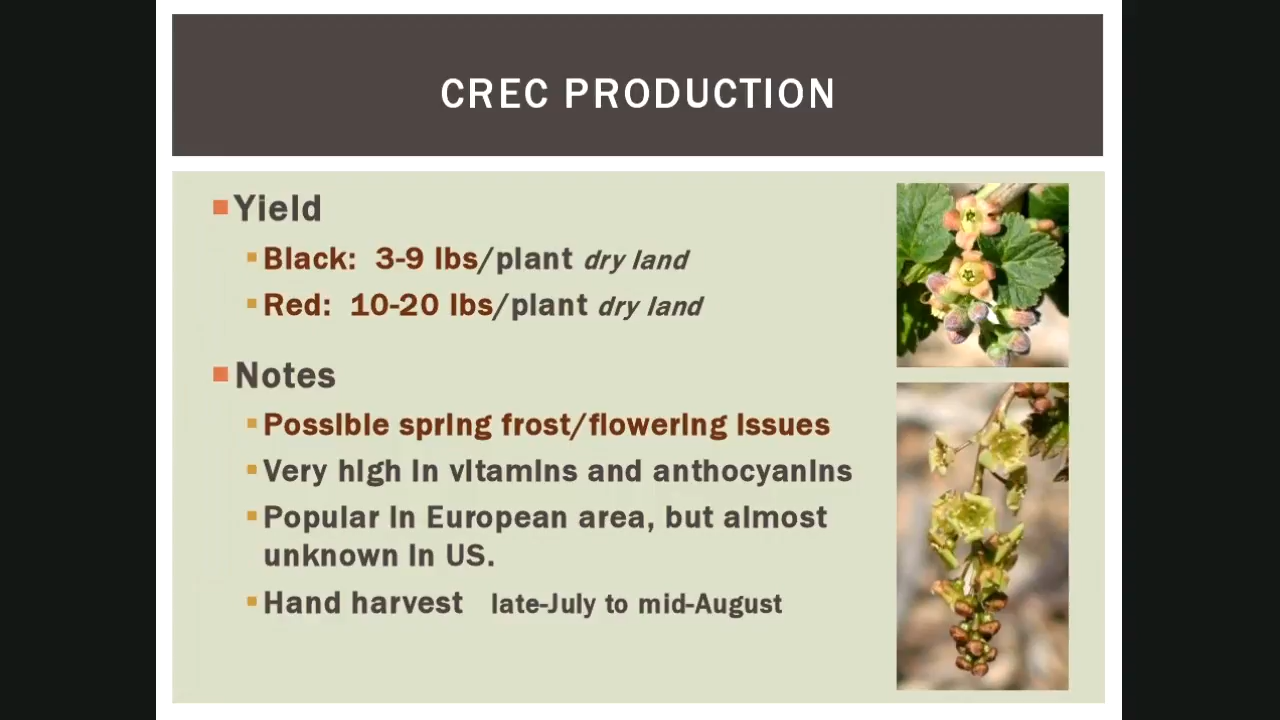 CREC PRODUCTION
Yield
Black: 3-9 lbs/plant dry land
Red: 10-20 lbs/plant dry land
Notes
Possible spring frost/flowering issues
Very high in vitamins and anthocyanins
Popular in European area, but almost
unknown in US.
Hand harvest late-July to mid-August